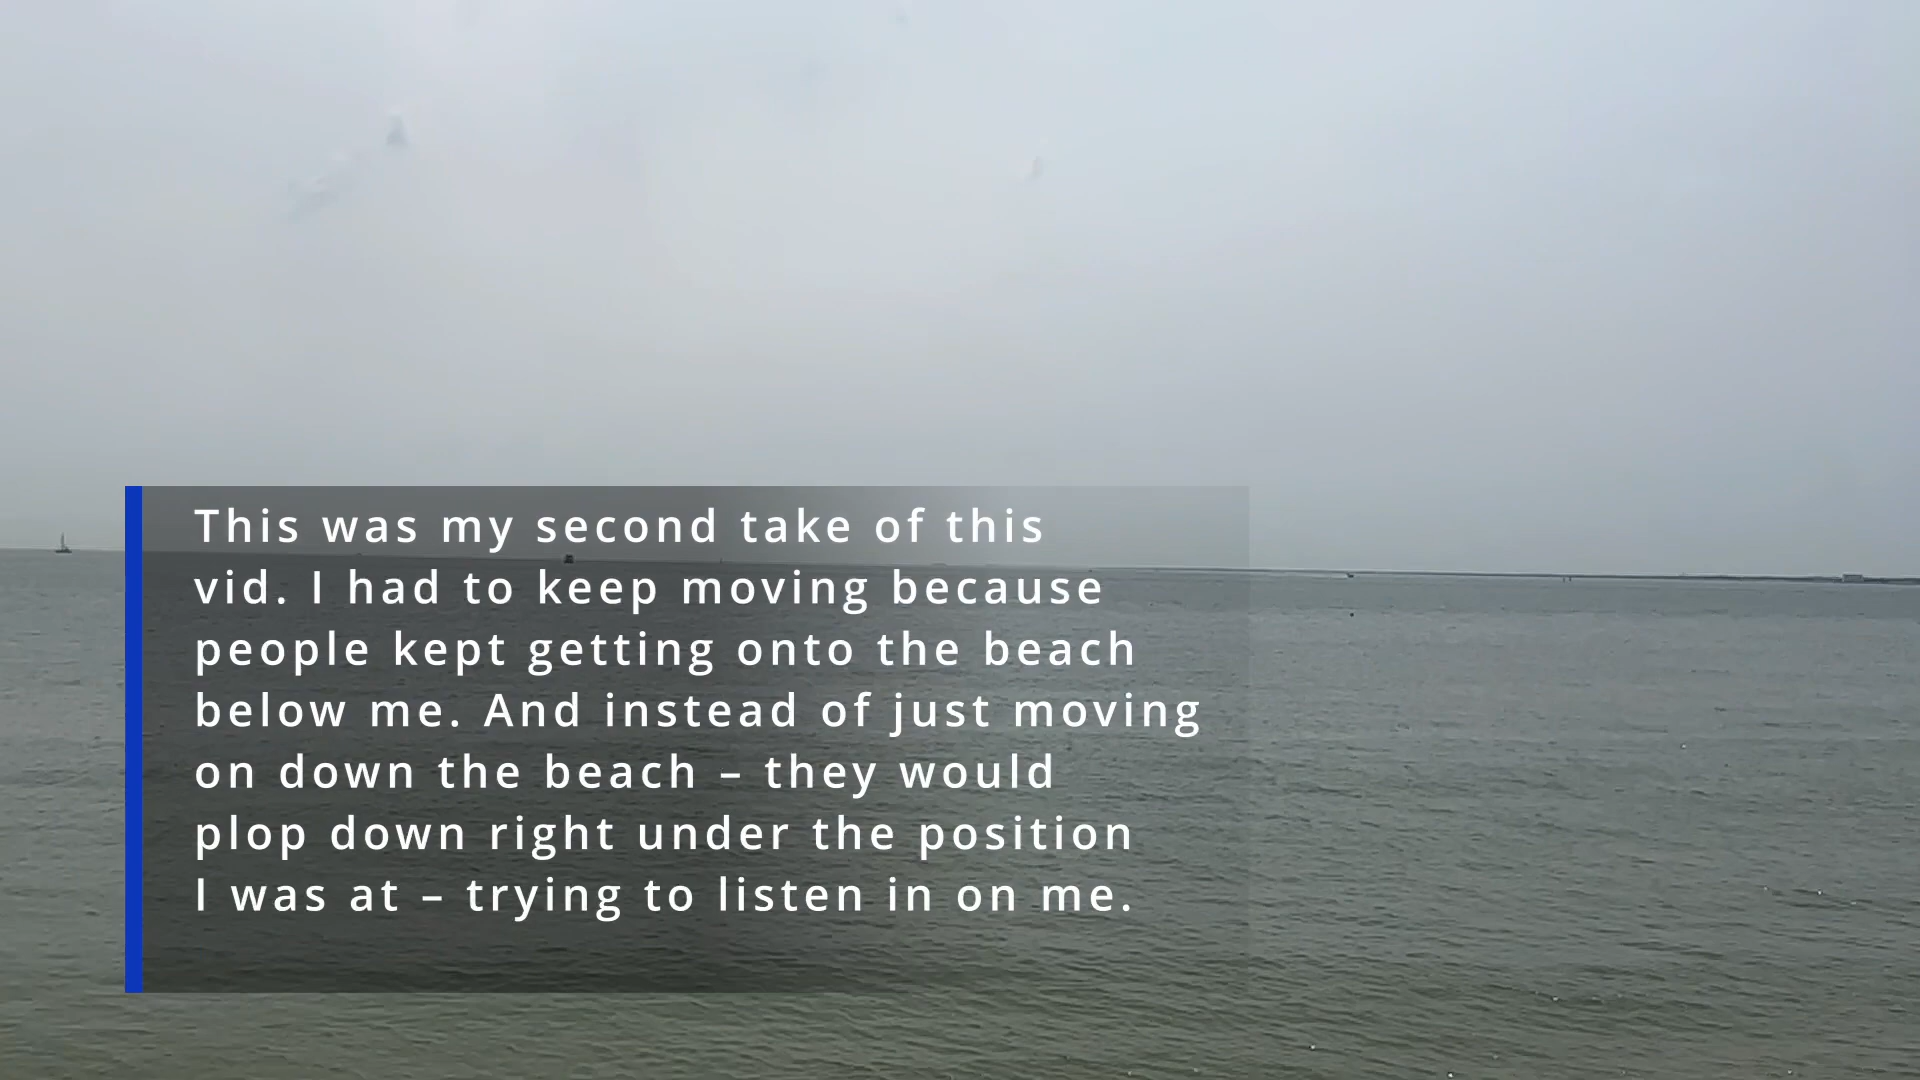 This was my second take of this
vid. I had to keep moving because
people kept getting onto the beach
below me. And instead of just moving
on down the beach – they would
plop down right under the position
I was at – trying to listen in on me.